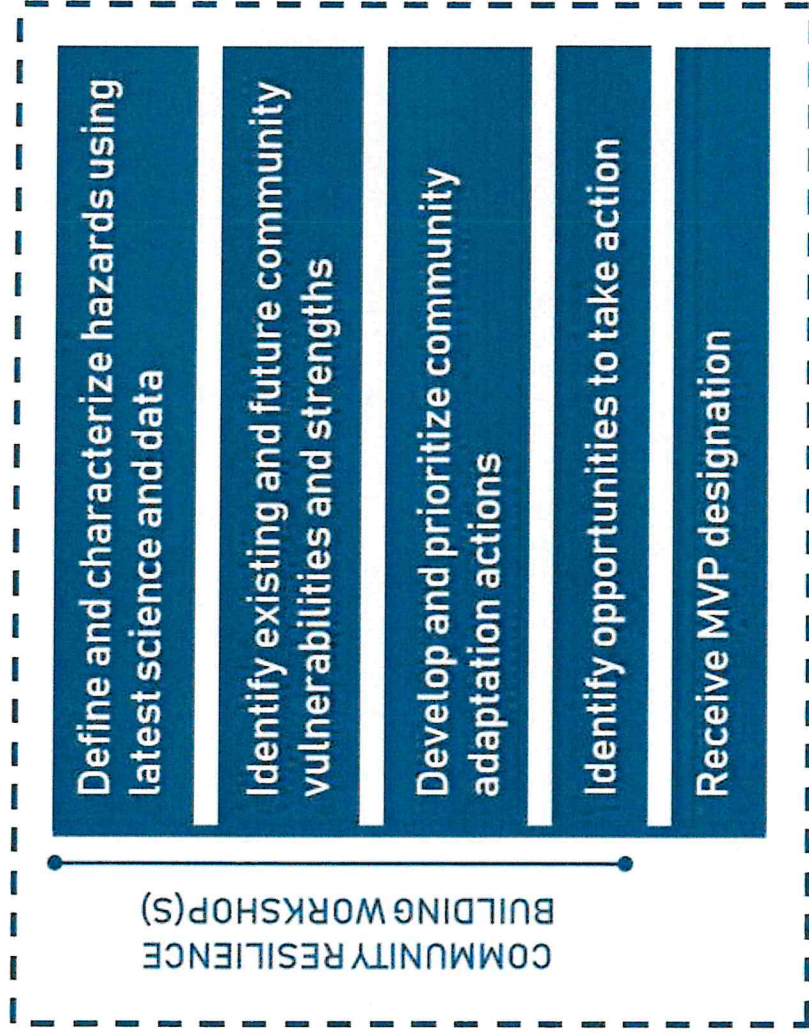 COMMUNITY RESILIENCE
BUILDING WORKSHOP(S)
Define and characterize hazards using
latest science and data
Identify existing and future community
vulnerabilities and strengths
Develop and prioritize community
adaptation actions
Identify opportunities to take action
Receive MVP designation